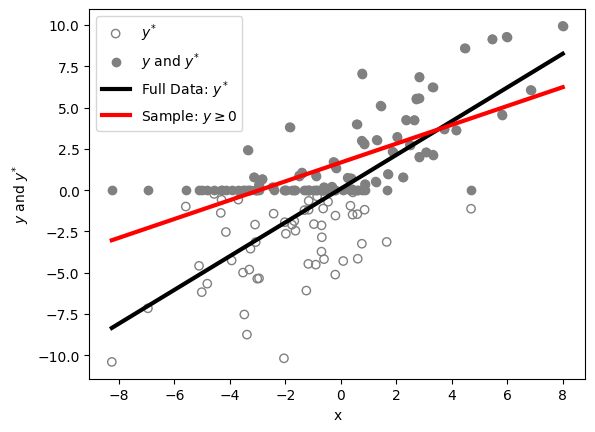 y*
y and y*
Full Data: y*
Sample: y ≥ 0
y and y*
10.0
7.5
5.0
2.5
0.0
−2.5
−5.0
−7.5
−10.0
−8 −6 −4 −2 0 2 4 6 8
x